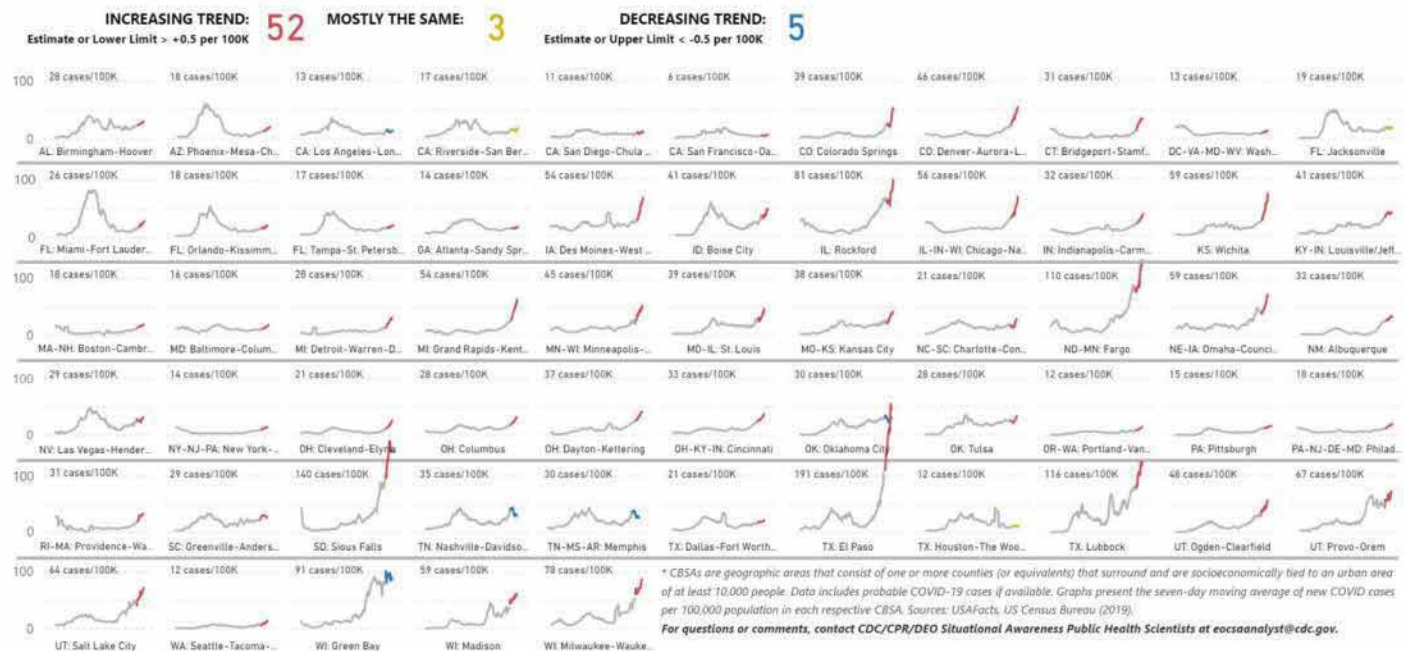 INCREASING TREND: 52 MOSTLY THE SAME: 3 DECREASING TREND: 5
Estimate or Lower Limit > +0.5 per 100K Estimate or Upper Limit < -0.5 per 100K
100 28 cases/100K 18 cases/100K 13 cases/100K 17 cases/100K 11 cases/100K 6 cases/100K 39 cases/100K 46 cases/100K 31 cases/100K 13 cases/100K 19 cases/100K
0
AL: Birmingham-Hoover AZ: Phoenix-Mesa-Ch... CA: Los Angeles-Lon... CA: Riverside-San Ber... CA: San Diego-Chula ... CA: San Francisco-Oa... CO: Colorado Springs CO: Denver-Aurora-L... CT: Bridgeport-Stamf... DC-VA-MD-WV: Wash... FL: Jacksonville
100 26 cases/100K 18 cases/100K 17 cases/100K 14 cases/100K 54 cases/100K 41 cases/100K 81 cases/100K 56 cases/100K 32 cases/100K 59 cases/100K 41 cases/100K
0
FL: Miami-Fort Lauder... FL: Orlando-Kissimm... FL: Tampa-St. Petersb... GA: Atlanta-Sandy Spr... IA: Des Moines-West ... ID: Boise City IL: Rockford IL-IN-WI: Chicago-Na... IN: Indianapolis-Carm... KS: Wichita KY-IN: Louisville/Jeff...
100 18 cases/100K 16 cases/100K 28 cases/100K 54 cases/100K 45 cases/100K 39 cases/100K 38 cases/100K 21 cases/100K 110 cases/100K 59 cases/100K 33 cases/100K
0
MA-NH: Boston-Cambr... MD: Baltimore-Colum... MI: Detroit-Warren-D... MI: Grand Rapids-Kent... MN-WI: Minneapolis-... MO-IL: St. Louis MO-KS: Kansas City NC-SC: Charlotte-Con... ND-MN: Fargo NE-IA: Omaha-Counci... NM: Albuquerque
100 29 cases/100K 14 cases/100K 21 cases/100K 28 cases/100K 37 cases/100K 33 cases/100K 30 cases/100K 28 cases/100K 12 cases/100K 15 cases/100K 18 cases/100K
0
NV: Las Vegas-Hender... NY-NJ-PA: New York-... OH: Cleveland-Elyria OH: Columbus OH: Dayton-Kettering OH-KY-IN: Cincinnati OK: Oklahoma City OK: Tulsa OR-WA: Portland-Van... PA: Pittsburgh PA-NJ-DE-MD: Philad...
100 31 cases/100K 29 cases/100K 140 cases/100K 35 cases/100K 30 cases/100K 21 cases/100K 191 cases/100K 12 cases/100K 116 cases/100K 48 cases/100K 67 cases/100K
0
RI-MA: Providence-Wa... SC: Greenville-Anders... SD: Sioux Falls TN: Nashville-Davidso... TN-MS-AR: Memphis TX: Dallas-Fort Worth... TX: El Paso TX: Houston-The Woo... TX: Lubbock UT: Ogden-Clearfield UT: Provo-Orem
100 64 cases/100K 12 cases/100K 91 cases/100K 59 cases/100K 78 cases/100K
0
UT: Salt Lake City WA: Seattle-Tacoma-... WI: Green Bay WI: Madison WI: Milwaukee-Wauke...
* CBSAs are geographic areas that consist of one or more counties (or equivalents) that surround and are socioeconomically tied to an urban area
of at least 10,000 people. Data includes probable COVID-19 cases if available. Graphs present the seven-day moving average of new COVID cases
per 100,000 population in each respective CBSA. Sources: USAFacts, US Census Bureau (2019).
For questions or comments, contact CDC/CPR/DEO Situational Awareness Public Health Scientists at eocsaanalyst@cdc.gov.